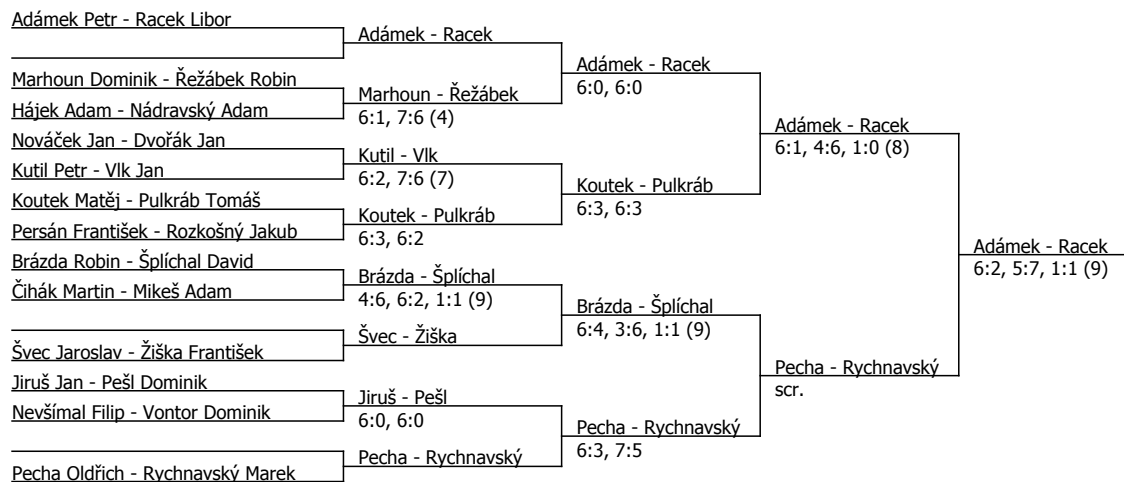 Adámek Petr - Racek Libor
Marhoun Dominik - Řežábek Robin
Hájek Adam - Nádravský Adam
Nováček Jan - Dvořák Jan
Kutil Petr - Vlk Jan
Koutek Matěj - Pulkráb Tomáš
Persán František - Rozkošný Jakub
Brázda Robin - Šplíchal David
Čihák Martin - Mikeš Adam
Švec Jaroslav - Žiška František
Jiruš Jan - Pešl Dominik
Nevšímal Filip - Vontor Dominik
Pecha Oldřich - Rychnavský Marek
Adámek - Racek
Marhoun - Řežábek
6:1, 7:6 (4)
Kutil - Vlk
6:2, 7:6 (7)
Koutek - Pulkráb
6:3, 6:2
Brázda - Šplíchal
4:6, 6:2, 1:1 (9)
Švec - Žiška
Jiruš - Pešl
6:0, 6:0
Pecha - Rychnavský
Adámek - Racek
6:0, 6:0
Koutek - Pulkráb
6:3, 6:3
Brázda - Šplíchal
6:4, 3:6, 1:1 (9)
Pecha - Rychnavský
6:3, 7:5
Adámek - Racek
6:1, 4:6, 1:0 (8)
Pecha - Rychnavský
scr.
Adámek - Racek
6:2, 5:7, 1:1 (9)